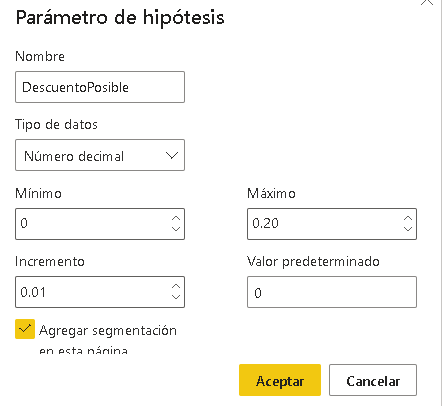 Parámetro de hipótesis
Nombre
DescuentoPosible
Tipo de datos
Número decimal
Mínimo
Máximo
0
0.20
Incremento
Valor predeterminado
0.01
0
Agregar segmentación
en esta página
Aceptar
Cancelar